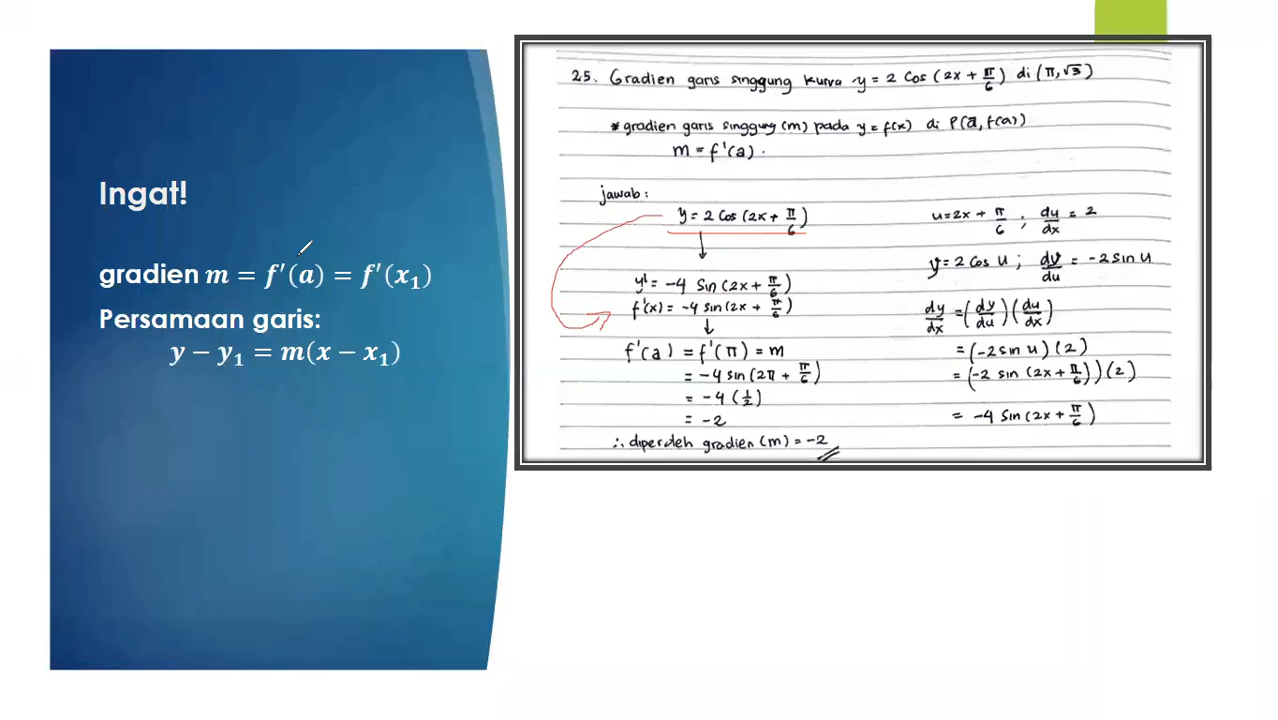 Ingat!
gradien m = f′(a) = f′(x₁)
Persamaan garis:
y − y₁ = m(x − x₁)
25. Gradien garis singgung kurva y = 2 Cos (2x + π/6) di (π, √3)
* gradien garis singgung (m) pada y = f(x) di P(a, f(a))
m = f'(a).
jawab:
y = 2 Cos (2x + π/6)
y' = -4 Sin (2x + π/6)
f'(x) = -4 sin (2x + π/6)
f'(a) = f'(π) = m
= -4 sin (2π + π/6)
= -4 (1/2)
= -2
∴ diperoleh gradien (m) = -2
u = 2x + π/6 ; du/dx = 2
y = 2 Cos u ; dy/du = -2 Sin u
dy/dx = (dy/du) (du/dx)
= (-2 sin u) (2)
= (-2 sin (2x + π/6)) (2)
= -4 Sin (2x + π/6)